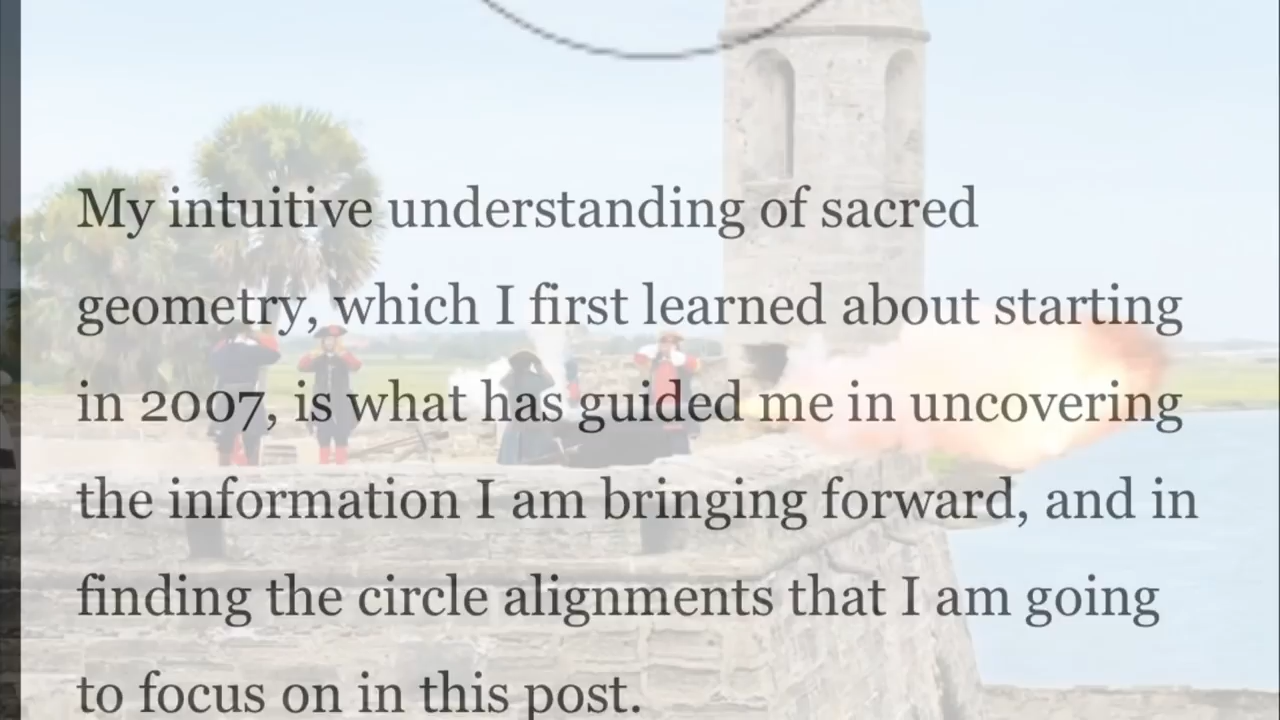 My intuitive understanding of sacred
geometry, which I first learned about starting
in 2007, is what has guided me in uncovering
the information I am bringing forward, and in
finding the circle alignments that I am going
to focus on in this post.